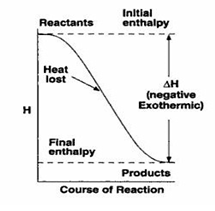 Reactants
Initial
enthalpy
Heat
lost
ΔH
(negative
Exothermic)
H
Final
enthalpy
Products
Course of Reaction